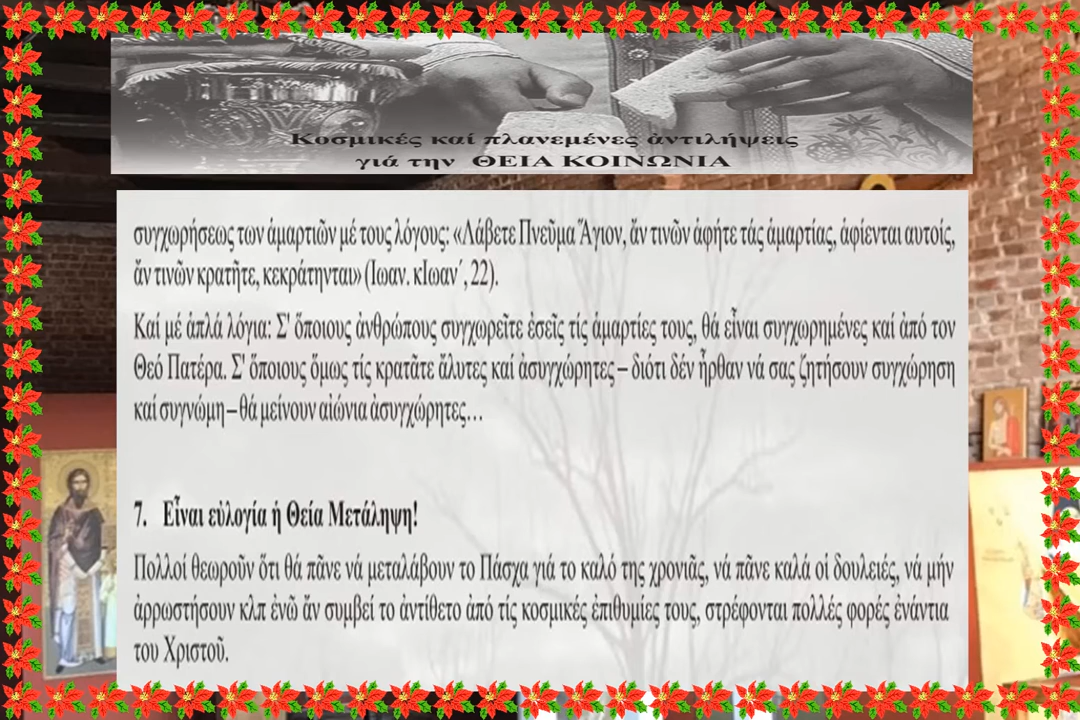 Κοσμικές καί πλανεμένες ἀντιλήψεις
γιά την ΘΕΙΑ ΚΟΙΝΩΝΙΑ
συγχωρήσεως των ἁμαρτιῶν μέ τους λόγους: «Λάβετε Πνεῦμα Ἅγιον, ἄν τινῶν ἀφῆτε τάς ἁμαρτίας, ἀφίενται αυτοίς,
ἄν τινῶν κρατῆτε, κεκράτηνται» (Ιωαν. κΙωαν΄, 22).
Καί μέ ἁπλά λόγια: Σ' ὅποιους ἀνθρώπους συγχωρεῖτε ἐσεῖς τίς ἁμαρτίες τους, θά εἶναι συγχωρημένες καί ἀπό τον
Θεό Πατέρα. Σ' ὅποιους ὅμως τίς κρατᾶτε ἄλυτες καί ἀσυγχώρητες – διότι δέν ἦρθαν νά σας ζητήσουν συγχώρηση
καί συγνώμη – θά μείνουν αἰώνια ἀσυγχώρητες…
7. Εἶναι εὐλογία ἡ Θεία Μετάληψη!
Πολλοί θεωροῦν ὅτι θά πᾶνε νά μεταλάβουν το Πάσχα γιά το καλό της χρονιᾶς, νά πᾶνε καλά οἱ δουλειές, νά μήν
ἀρρωστήσουν κλπ ἐνῶ ἄν συμβεί το ἀντίθετο ἀπό τίς κοσμικές ἐπιθυμίες τους, στρέφονται πολλές φορές ἐνάντια
του Χριστοῦ.